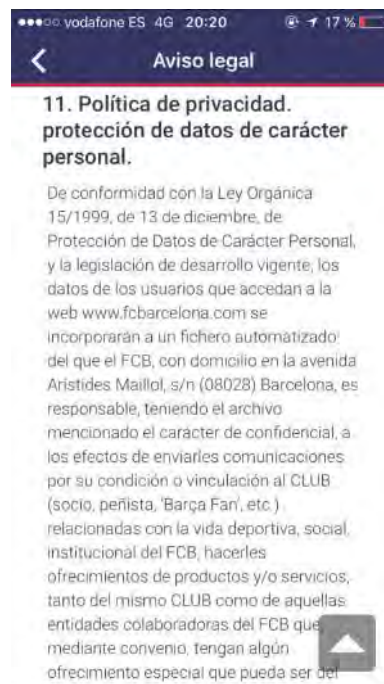 vodafone ES 4G 20:20 17 %
Aviso legal
11. Política de privacidad.
protección de datos de carácter
personal.
De conformidad con la Ley Orgánica
15/1999, de 13 de diciembre, de
Protección de Datos de Carácter Personal,
y la legislación de desarrollo vigente, los
datos de los usuarios que accedan a la
web www.fcbarcelona.com se
incorporarán a un fichero automatizado
del que el FCB, con domicilio en la avenida
Arístides Maillol, s/n (08028) Barcelona, es
responsable, teniendo el archivo
mencionado el carácter de confidencial, a
los efectos de enviarles comunicaciones
por su condición o vinculación al CLUB
(socio, peñista, 'Barça Fan', etc.)
relacionadas con la vida deportiva, social,
institucional del FCB, hacerles
ofrecimientos de productos y/o servicios,
tanto del mismo CLUB como de aquellas
entidades colaboradoras del FCB que,
mediante convenio, tengan algún
ofrecimiento especial que pueda ser del